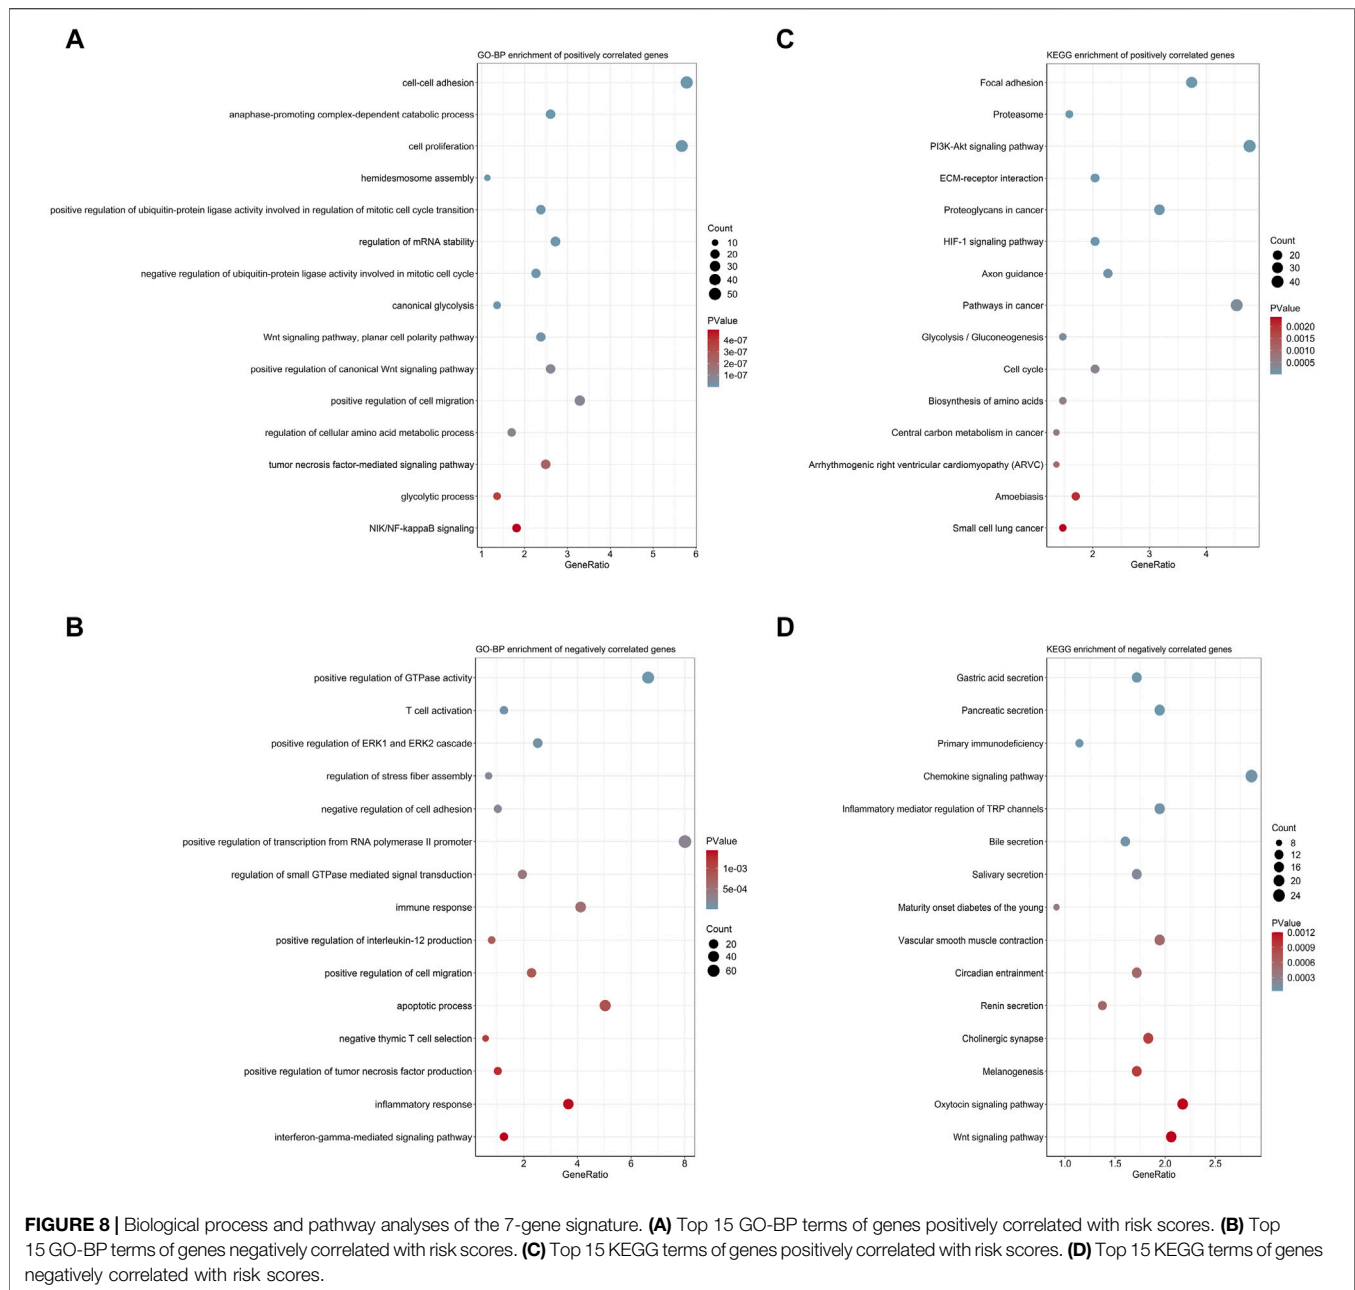 A
GO-BP enrichment of positively correlated genes
cell-cell adhesion
anaphase-promoting complex-dependent catabolic process
cell proliferation
hemidesmosome assembly
positive regulation of ubiquitin-protein ligase activity involved in regulation of mitotic cell cycle transition
regulation of mRNA stability
negative regulation of ubiquitin-protein ligase activity involved in mitotic cell cycle
canonical glycolysis
Wnt signaling pathway, planar cell polarity pathway
positive regulation of canonical Wnt signaling pathway
positive regulation of cell migration
regulation of cellular amino acid metabolic process
tumor necrosis factor-mediated signaling pathway
glycolytic process
NIK/NF-kappaB signaling
1 2 3 4 5 6
GeneRatio
Count
10
20
30
40
50
PValue
4e-07
3e-07
2e-07
1e-07
C
KEGG enrichment of positively correlated genes
Focal adhesion
Proteasome
PI3K-Akt signaling pathway
ECM-receptor interaction
Proteoglycans in cancer
HIF-1 signaling pathway
Axon guidance
Pathways in cancer
Glycolysis / Gluconeogenesis
Cell cycle
Biosynthesis of amino acids
Central carbon metabolism in cancer
Arrhythmogenic right ventricular cardiomyopathy (ARVC)
Amoebiasis
Small cell lung cancer
2 3 4
GeneRatio
Count
20
30
40
PValue
0.0020
0.0015
0.0010
0.0005
B
GO-BP enrichment of negatively correlated genes
positive regulation of GTPase activity
T cell activation
positive regulation of ERK1 and ERK2 cascade
regulation of stress fiber assembly
negative regulation of cell adhesion
positive regulation of transcription from RNA polymerase II promoter
regulation of small GTPase mediated signal transduction
immune response
positive regulation of interleukin-12 production
positive regulation of cell migration
apoptotic process
negative thymic T cell selection
positive regulation of tumor necrosis factor production
inflammatory response
interferon-gamma-mediated signaling pathway
2 4 6 8
GeneRatio
PValue
1e-03
5e-04
Count
20
40
60
D
KEGG enrichment of negatively correlated genes
Gastric acid secretion
Pancreatic secretion
Primary immunodeficiency
Chemokine signaling pathway
Inflammatory mediator regulation of TRP channels
Bile secretion
Salivary secretion
Maturity onset diabetes of the young
Vascular smooth muscle contraction
Circadian entrainment
Renin secretion
Cholinergic synapse
Melanogenesis
Oxytocin signaling pathway
Wnt signaling pathway
1.0 1.5 2.0 2.5
GeneRatio
Count
8
12
16
20
24
PValue
0.0012
0.0009
0.0006
0.0003
FIGURE 8 | Biological process and pathway analyses of the 7-gene signature. (A) Top 15 GO-BP terms of genes positively correlated with risk scores. (B) Top
15 GO-BP terms of genes negatively correlated with risk scores. (C) Top 15 KEGG terms of genes positively correlated with risk scores. (D) Top 15 KEGG terms of genes
negatively correlated with risk scores.